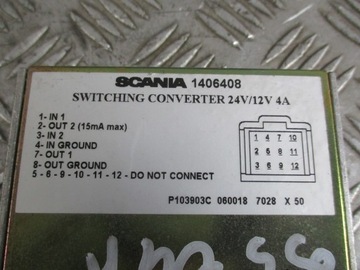 SCANIA 1406408
SWITCHING CONVERTER 24V/12V 4A
1- IN 1
2- OUT 2 (15mA max)
3- IN 2
4- IN GROUND
7- OUT 1
8- OUT GROUND
5 - 6 - 9 - 10 - 11 - 12 - DO NOT CONNECT
1 4 7 10
2 8 11
3 6 9 12
P103903C 060018 7028 X 50